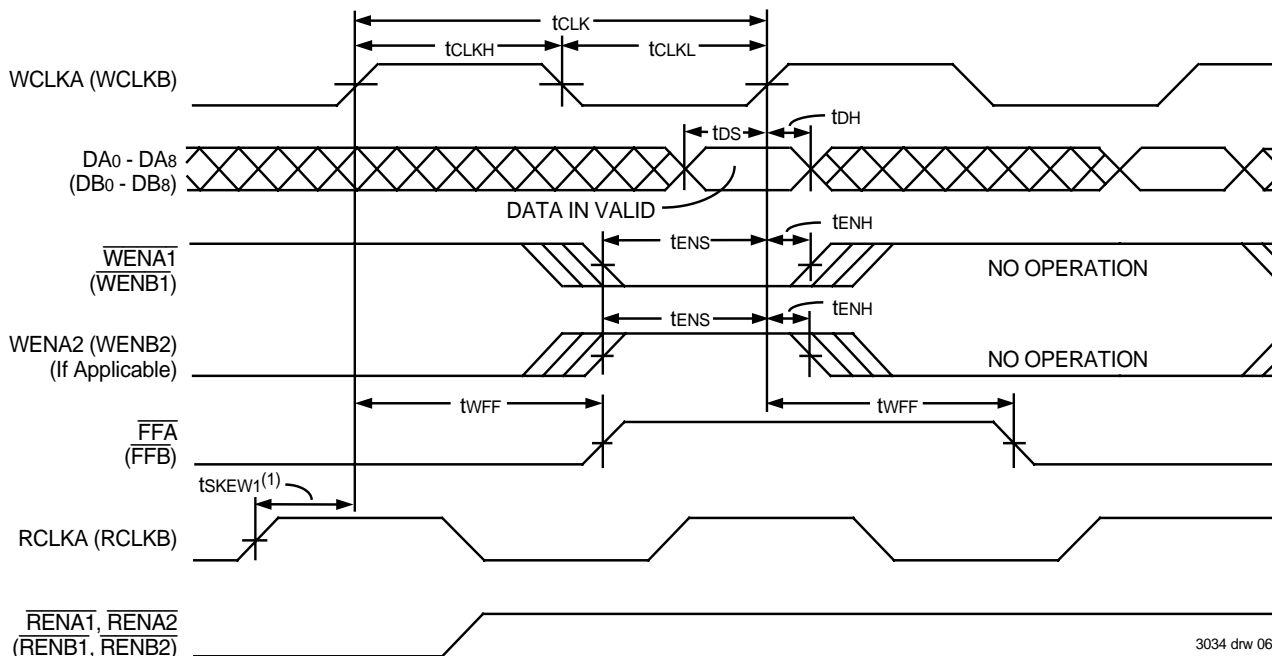 tCLK
tCLKH
tCLKL
WCLKA (WCLKB)
tDH
tDS
DA0 - DA8
(DB0 - DB8)
DATA IN VALID
tENH
tENS
WENA1
(WENB1)
NO OPERATION
tENH
tENS
WENA2 (WENB2)
(If Applicable)
NO OPERATION
tWFF
tWFF
FFA
(FFB)
tSKEW1(1)
RCLKA (RCLKB)
RENA1, RENA2
(RENB1, RENB2)
3034 drw 06